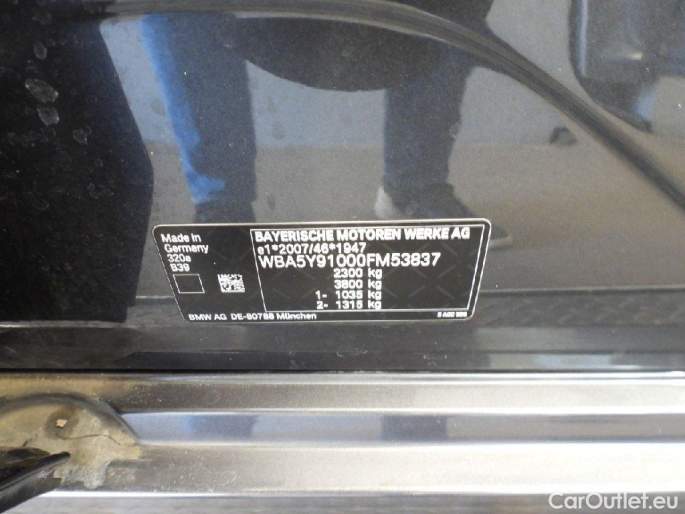 Made in
Germany
320a
B39
BAYERISCHE MOTOREN WERKE AG
e1*2007/46*1947
WBA5Y91000FM53837
2300 kg
3800 kg
1- 1035 kg
2- 1315 kg
BMW AG DE-80788 München
CarOutlet.eu